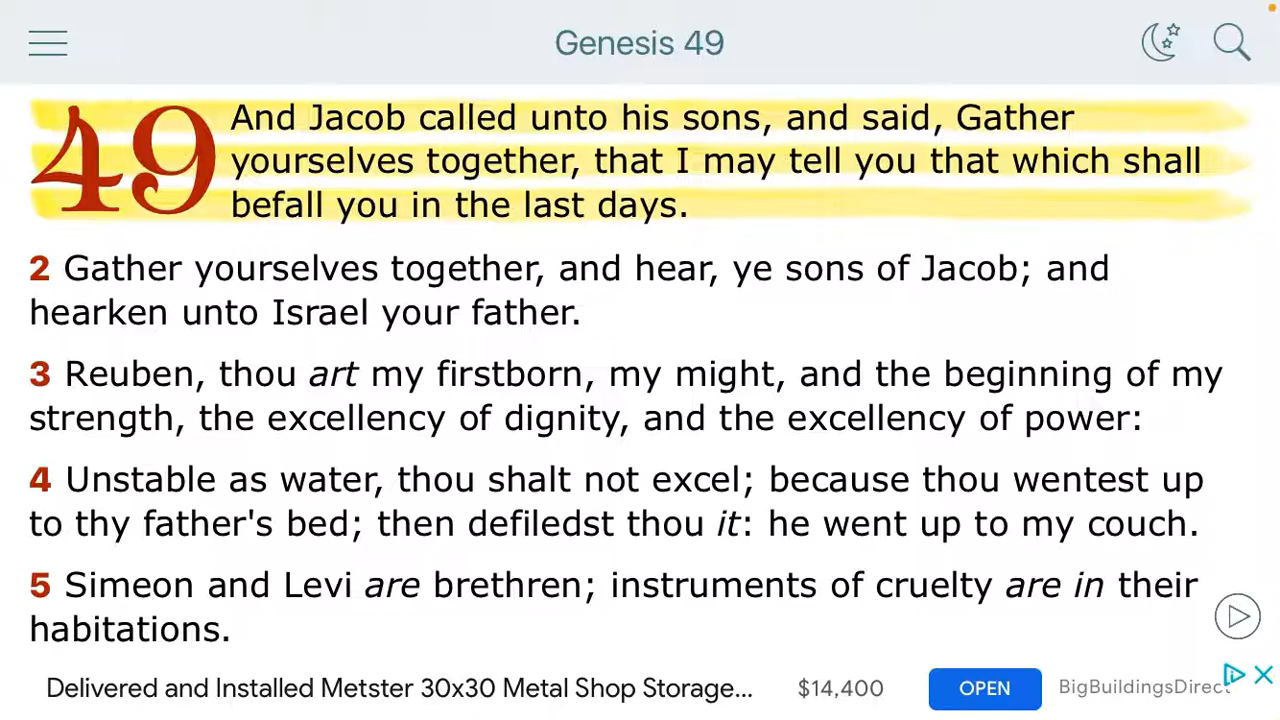 Genesis 49
49 And Jacob called unto his sons, and said, Gather
yourselves together, that I may tell you that which shall
befall you in the last days.
2 Gather yourselves together, and hear, ye sons of Jacob; and
hearken unto Israel your father.
3 Reuben, thou art my firstborn, my might, and the beginning of my
strength, the excellency of dignity, and the excellency of power:
4 Unstable as water, thou shalt not excel; because thou wentest up
to thy father's bed; then defiledst thou it: he went up to my couch.
5 Simeon and Levi are brethren; instruments of cruelty are in their
habitations.
Delivered and Installed Metster 30x30 Metal Shop Storage... $14,400 OPEN BigBuildingsDirect